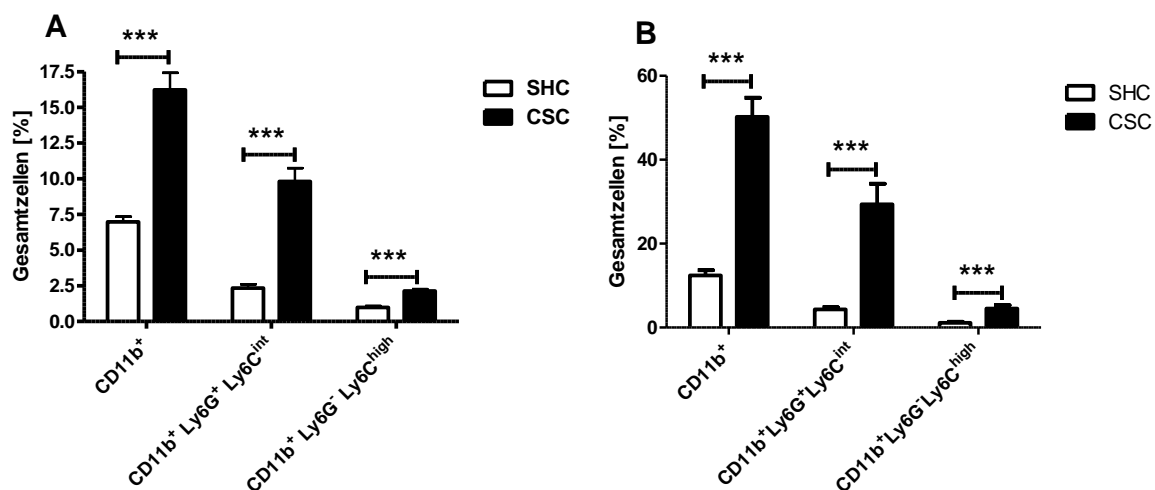 A
***
17.5
15.0
12.5
10.0
7.5
5.0
2.5
0.0
Gesamtzellen [%]
***
***
SHC
CSC
CD11b⁺
CD11b⁺ Ly6G⁺ Ly6Cⁱⁿᵗ
CD11b⁺ Ly6G⁻ Ly6Cʰⁱᵍʰ
B
***
60
40
20
0
Gesamtzellen [%]
***
***
SHC
CSC
CD11b⁺
CD11b⁺Ly6G⁺Ly6Cⁱⁿᵗ
CD11b⁺Ly6G⁻Ly6Cʰⁱᵍʰ